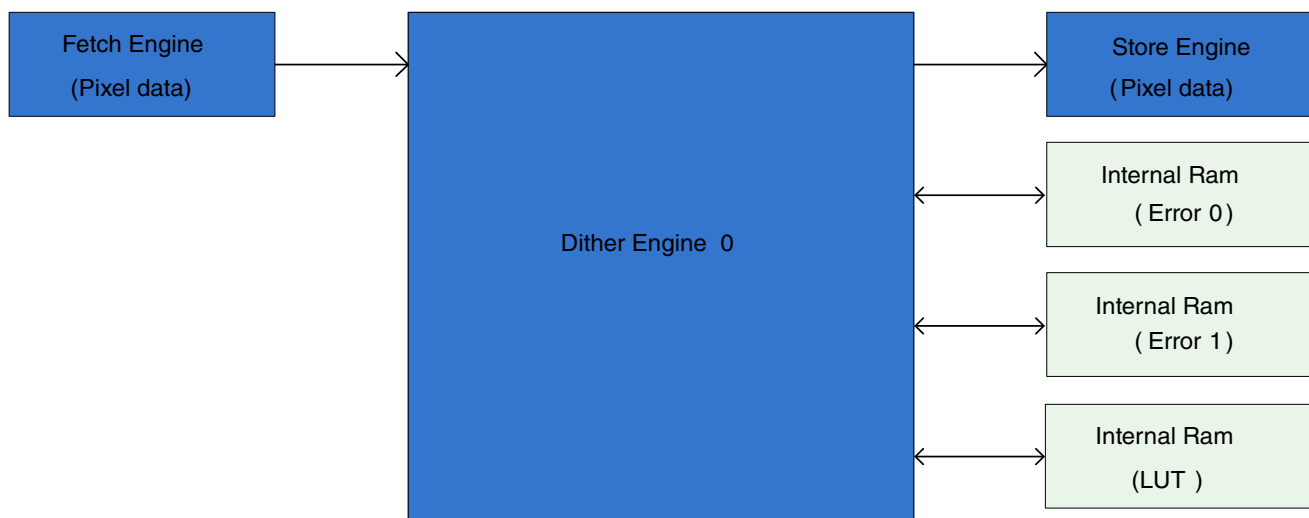 Fetch Engine
(Pixel data)
Dither Engine 0
Store Engine
(Pixel data)
Internal Ram
(Error 0)
Internal Ram
(Error 1)
Internal Ram
(LUT )